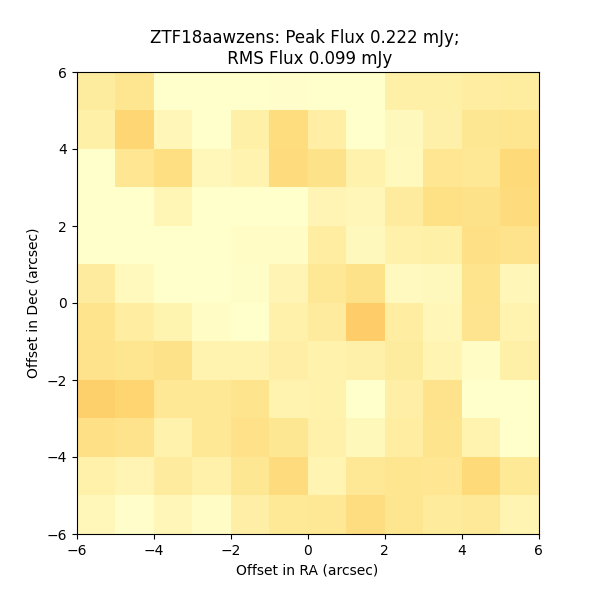 ZTF18aawzens: Peak Flux 0.222 mJy;
RMS Flux 0.099 mJy
6
4
2
0
−2
−4
−6
Offset in Dec (arcsec)
−6 −4 −2 0 2 4 6
Offset in RA (arcsec)